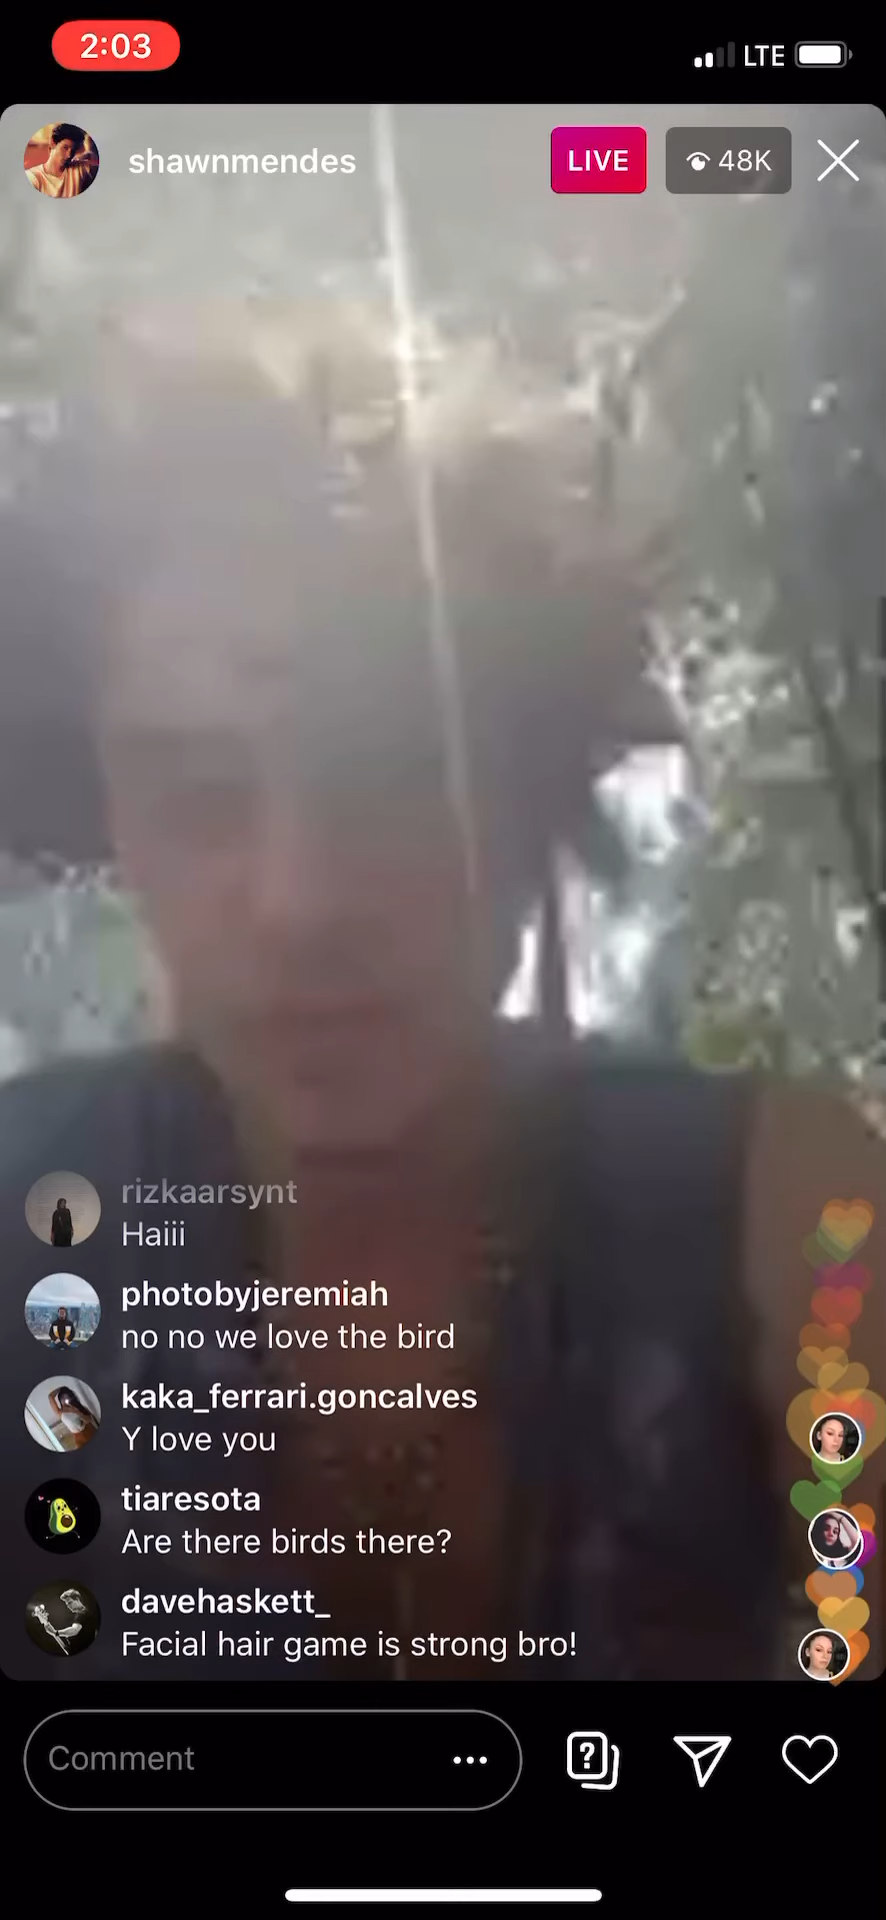 2:03
LTE
shawnmendes
LIVE
48K
rizkaarsynt
Haiii
photobyjeremiah
no no we love the bird
kaka_ferrari.goncalves
Y love you
tiaresota
Are there birds there?
davehaskett_
Facial hair game is strong bro!
Comment
?